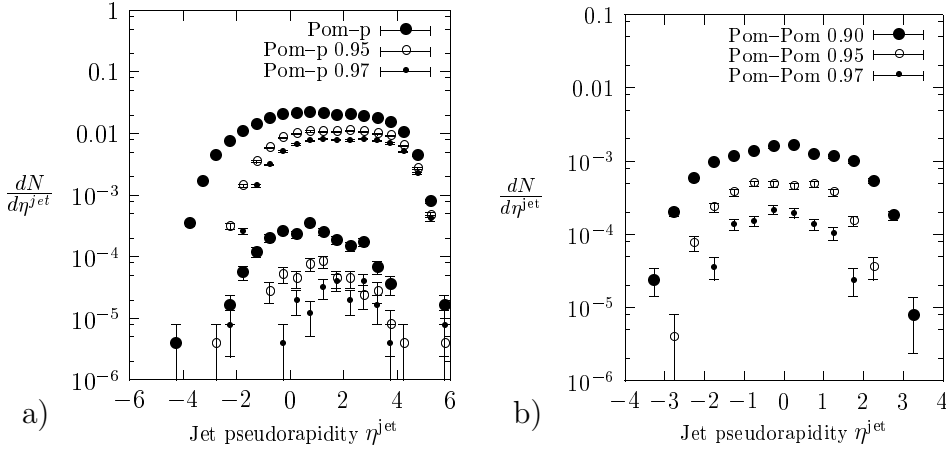 1
0.1
0.01
10⁻³
10⁻⁴
10⁻⁵
10⁻⁶
dN
dη^jet
Pom–p
Pom–p 0.95
Pom–p 0.97
−6 −4 −2 0 2 4 6
Jet pseudorapidity η^jet
a)
0.1
0.01
10⁻³
10⁻⁴
10⁻⁵
10⁻⁶
dN
dη^jet
Pom–Pom 0.90
Pom–Pom 0.95
Pom–Pom 0.97
−4 −3 −2 −1 0 1 2 3 4
Jet pseudorapidity η^jet
b)